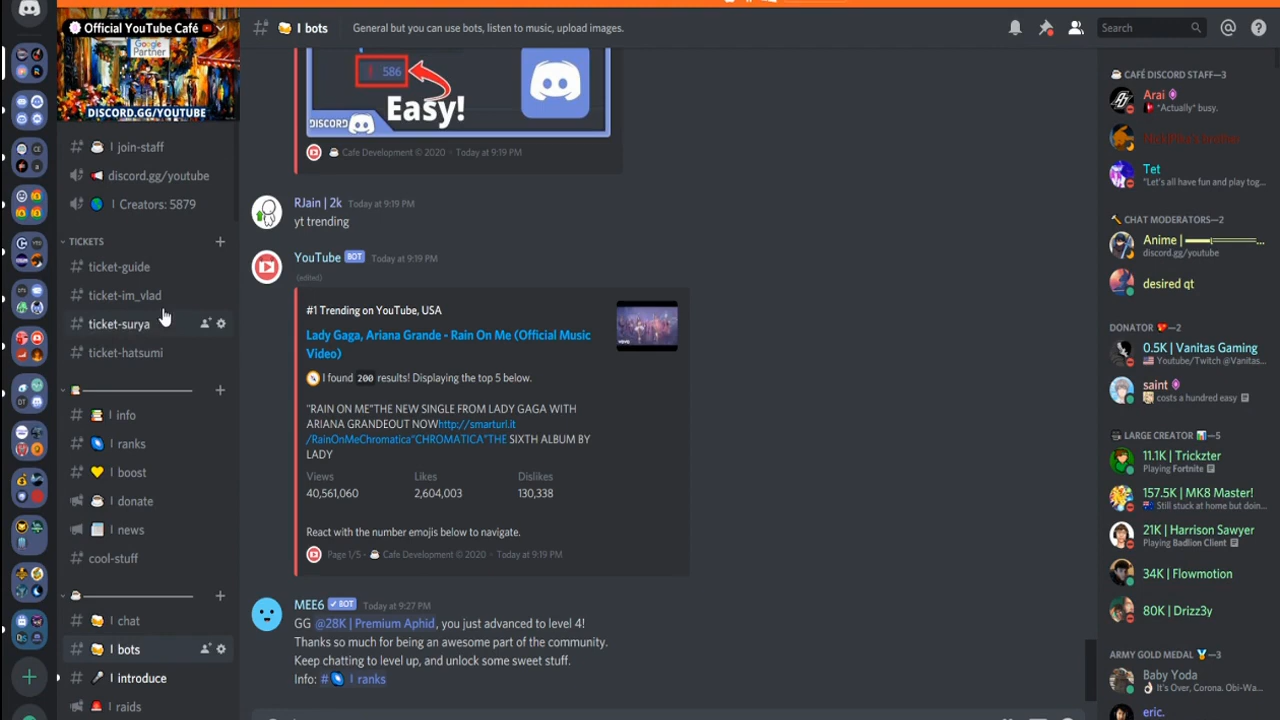 Official YouTube Café
Google
Partner
DISCORD.GG/YOUTUBE
join-staff
discord.gg/youtube
Creators: 5879
TICKETS
ticket-guide
ticket-im_vlad
ticket-surya
ticket-hatsumi
info
ranks
boost
donate
news
cool-stuff
chat
bots
introduce
raids
bots
General but you can use bots, listen to music, upload images.
Search
586
Easy!
DISCORD
Cafe Development © 2020 • Today at 9:19 PM
RJain | 2k Today at 9:19 PM
yt trending
YouTube BOT Today at 9:19 PM
(edited)
#1 Trending on YouTube, USA
Lady Gaga, Ariana Grande - Rain On Me (Official Music
Video)
I found 200 results! Displaying the top 5 below.
"RAIN ON ME"THE NEW SINGLE FROM LADY GAGA WITH
ARIANA GRANDEOUT NOWhttp://smarturl.it
/RainOnMeChromatica"CHROMATICA"THE SIXTH ALBUM BY
LADY
Views Likes Dislikes
40,561,060 2,604,003 130,338
React with the number emojis below to navigate.
Page 1/5 • Cafe Development © 2020 • Today at 9:19 PM
MEE6 BOT Today at 9:27 PM
GG @28K | Premium Aphid, you just advanced to level 4!
Thanks so much for being an awesome part of the community.
Keep chatting to level up, and unlock some sweet stuff.
Info: # ranks
CAFÉ DISCORD STAFF—3
Arai
"Actually" busy.
Tet
"Let's all have fun and play tog...
CHAT MODERATORS—2
Anime |
discord.gg/youtube
desired qt
DONATOR—2
0.5K | Vanitas Gaming
Youtube/Twitch @Vanitas...
saint
costs a hundred easy
LARGE CREATOR—5
11.1K | Trickzter
Playing Fortnite
157.5K | MK8 Master!
Still stuck at home but doin...
21K | Harrison Sawyer
Playing Badlion Client
34K | Flowmotion
80K | Drizz3y
ARMY GOLD MEDAL—3
Baby Yoda
It's Over, Corona. Obi-Wa...
eric.